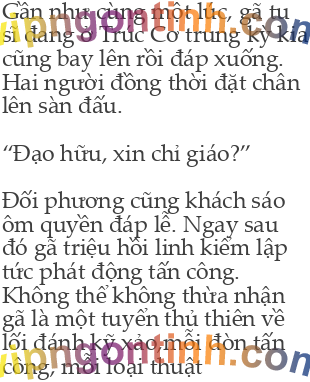 Gần như cùng một lúc, gã tu
sĩ đang ở Trúc Cơ trung kỳ kia
cũng bay lên rồi đáp xuống.
Hai người đồng thời đặt chân
lên sàn đấu.
“Đạo hữu, xin chỉ giáo?”
Đối phương cũng khách sáo
ôm quyền đáp lễ. Ngay sau
đó gã triệu hồi linh kiếm lập
tức phát động tấn công.
Không thể không thừa nhận
gã là một tuyển thủ thiên về
lối đánh kỹ xảo, mỗi đòn tấn
công, mỗi loại thuật
vipngontinh.com
vipngontinh.com